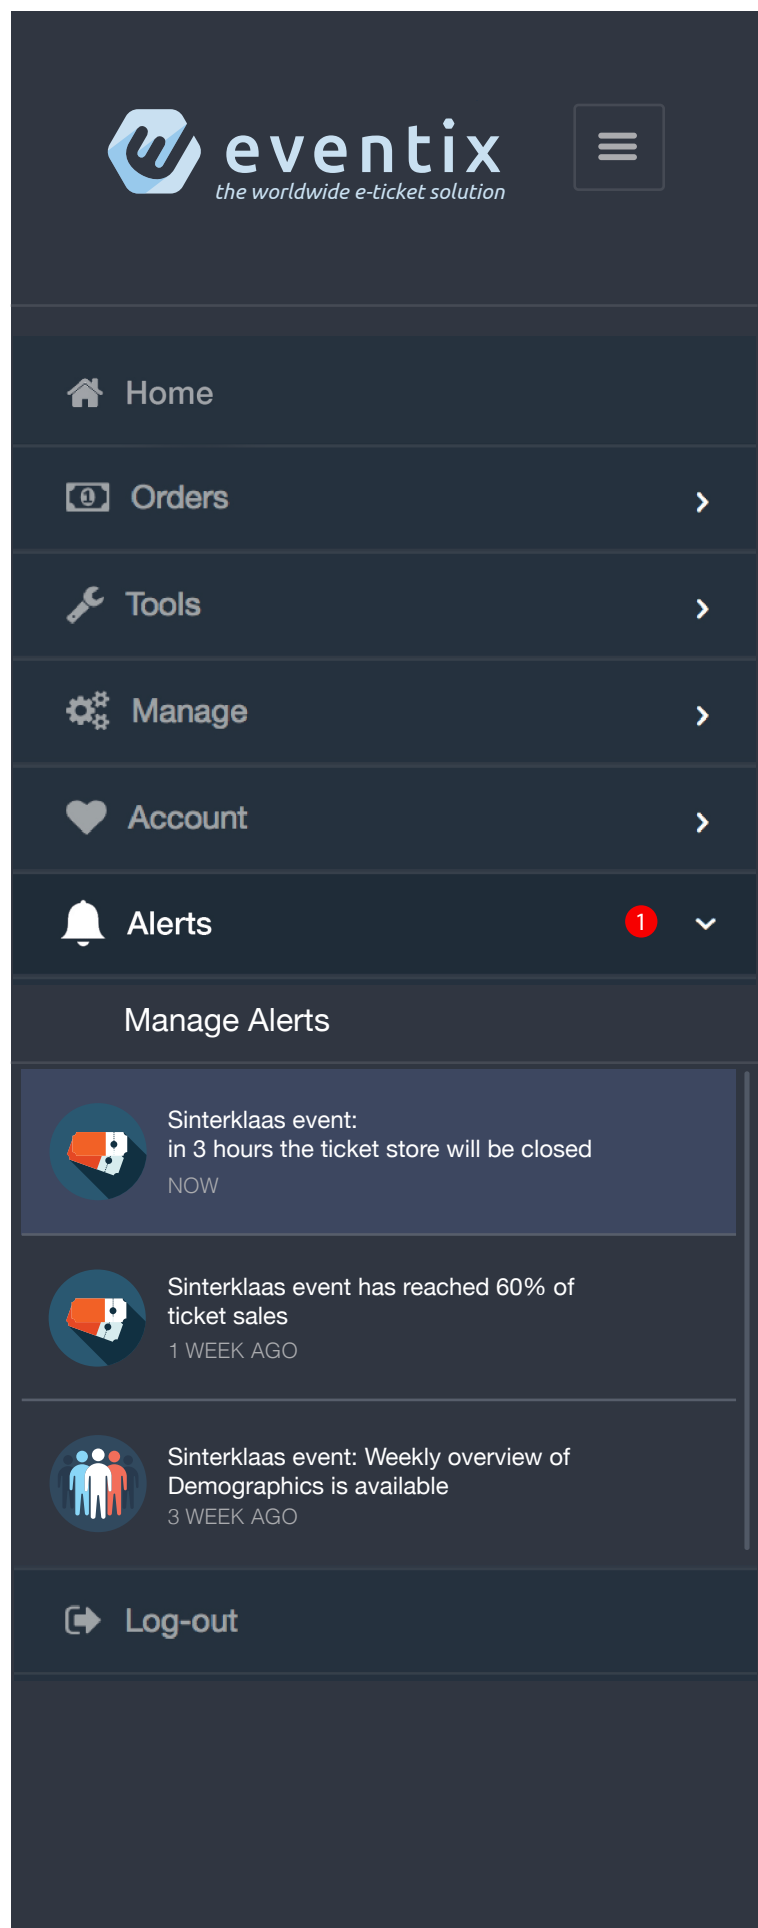 eventix
the worldwide e-ticket solution
Home
Orders
Tools
Manage
Account
Alerts 1
Manage Alerts
Sinterklaas event:
in 3 hours the ticket store will be closed
NOW
Sinterklaas event has reached 60% of
ticket sales
1 WEEK AGO
Sinterklaas event: Weekly overview of
Demographics is available
3 WEEK AGO
Log-out